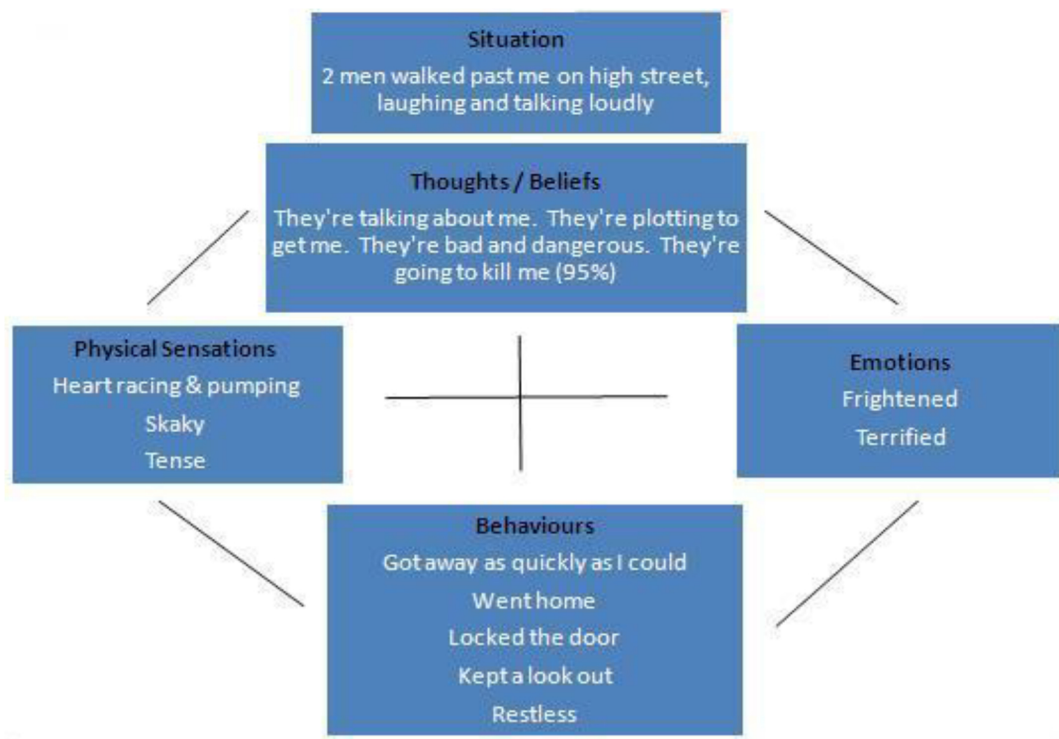 Situation
2 men walked past me on high street,
laughing and talking loudly
Thoughts / Beliefs
They're talking about me. They're plotting to
get me. They're bad and dangerous. They're
going to kill me (95%)
Physical Sensations
Heart racing & pumping
Skaky
Tense
Emotions
Frightened
Terrified
Behaviours
Got away as quickly as I could
Went home
Locked the door
Kept a look out
Restless